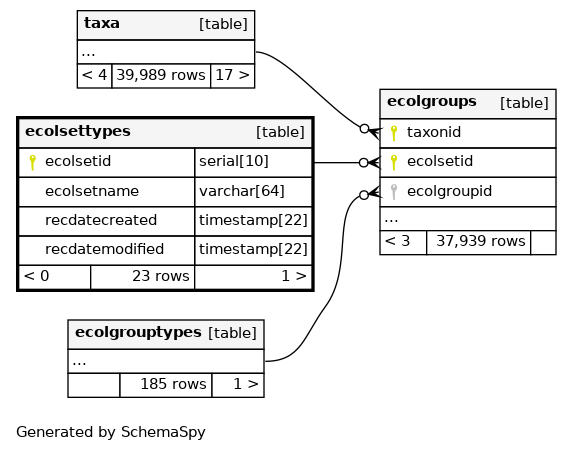 taxa [table]
...
< 4 39,989 rows 17 >
ecolsettypes [table]
ecolsetid serial[10]
ecolsetname varchar[64]
recdatecreated timestamp[22]
recdatemodified timestamp[22]
< 0 23 rows 1 >
ecolgrouptypes [table]
...
185 rows 1 >
ecolgroups [table]
taxonid
ecolsetid
ecolgroupid
...
< 3 37,939 rows
Generated by SchemaSpy